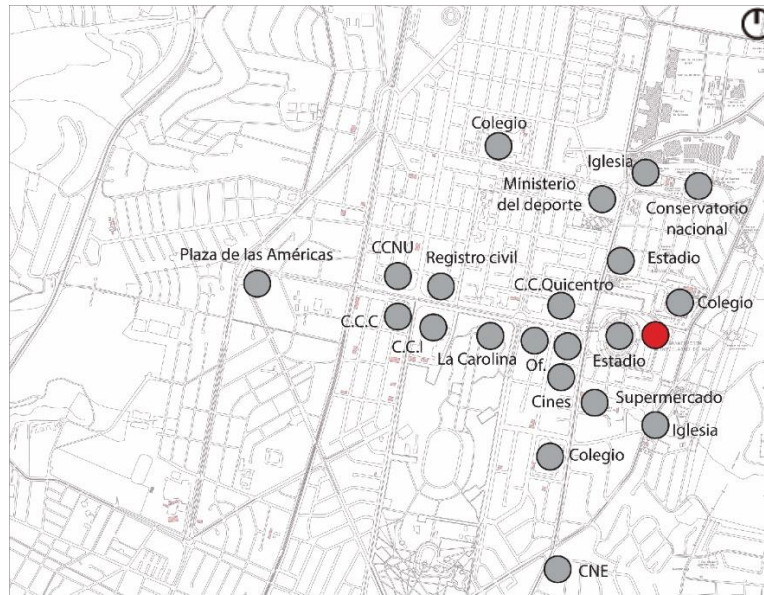 Colegio
Iglesia
Ministerio
del deporte
Conservatorio
nacional
Plaza de las Américas
CCNU
Registro civil
Estadio
C.C.Quicentro
Colegio
C.C.C
C.C.I
La Carolina
Of.
Estadio
Cines
Supermercado
Iglesia
Colegio
CNE